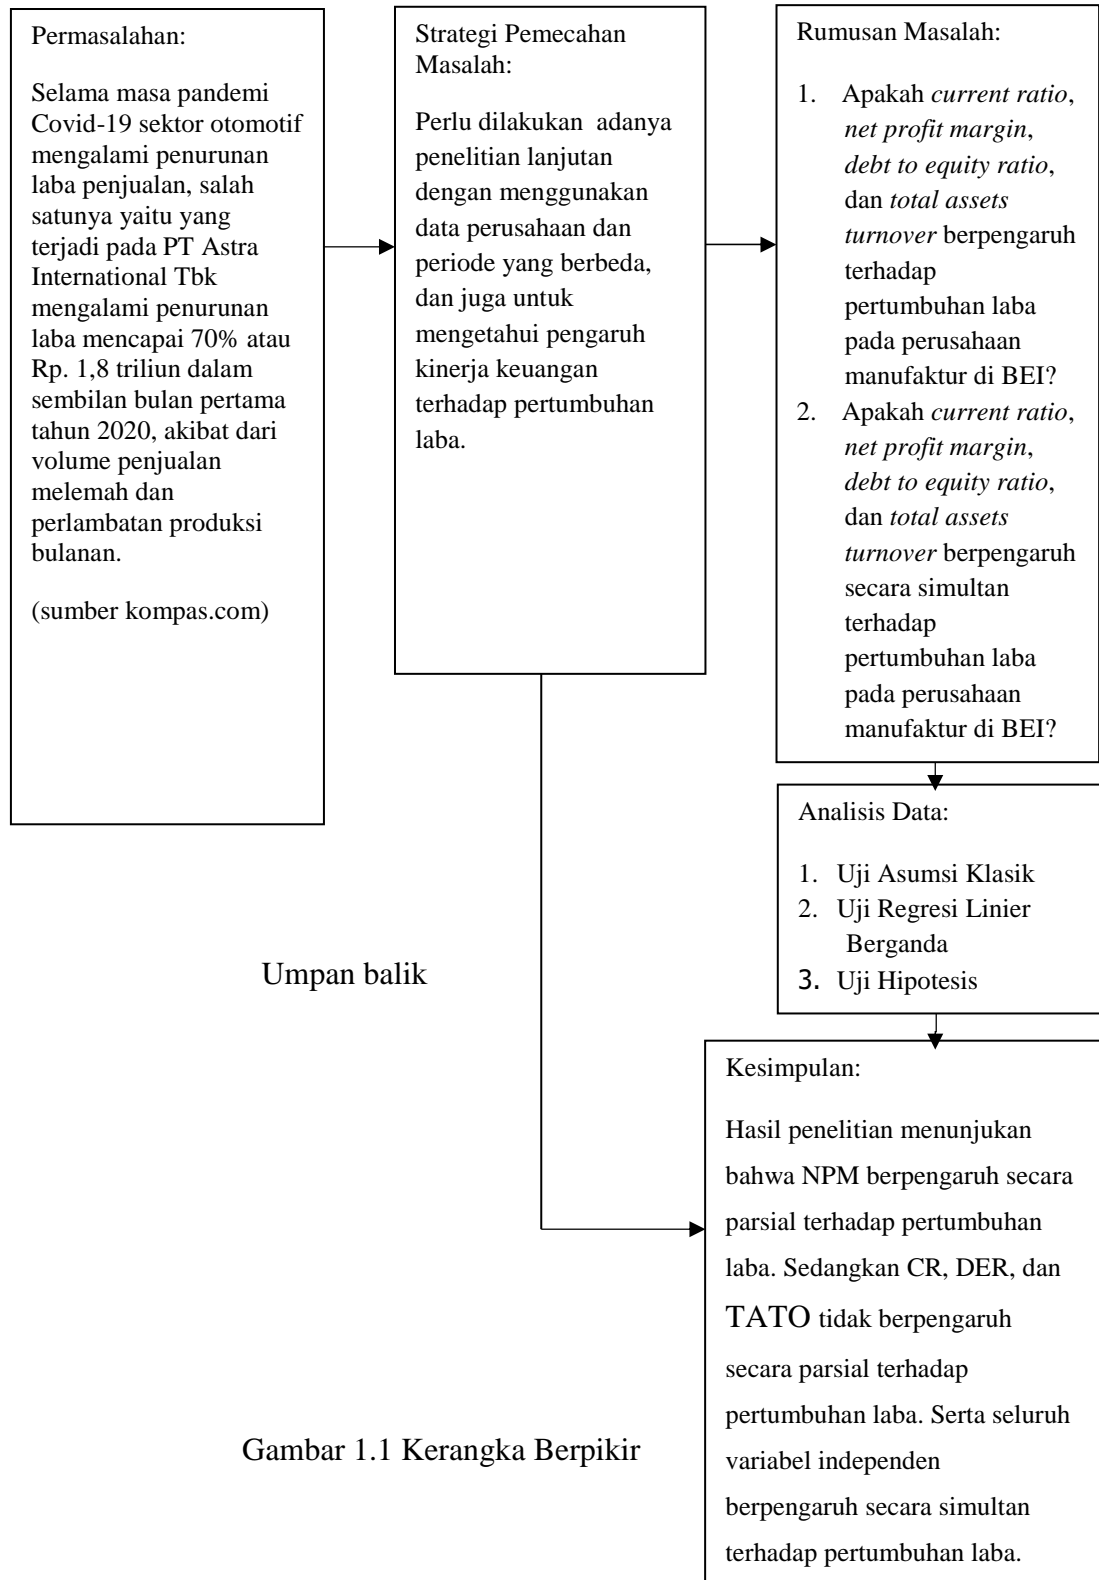 Permasalahan:
Selama masa pandemi
Covid-19 sektor otomotif
mengalami penurunan
laba penjualan, salah
satunya yaitu yang
terjadi pada PT Astra
International Tbk
mengalami penurunan
laba mencapai 70% atau
Rp. 1,8 triliun dalam
sembilan bulan pertama
tahun 2020, akibat dari
volume penjualan
melemah dan
perlambatan produksi
bulanan.
(sumber kompas.com)
Strategi Pemecahan
Masalah:
Perlu dilakukan adanya
penelitian lanjutan
dengan menggunakan
data perusahaan dan
periode yang berbeda,
dan juga untuk
mengetahui pengaruh
kinerja keuangan
terhadap pertumbuhan
laba.
Rumusan Masalah:
1. Apakah current ratio,
net profit margin,
debt to equity ratio,
dan total assets
turnover berpengaruh
terhadap
pertumbuhan laba
pada perusahaan
manufaktur di BEI?
2. Apakah current ratio,
net profit margin,
debt to equity ratio,
dan total assets
turnover berpengaruh
secara simultan
terhadap
pertumbuhan laba
pada perusahaan
manufaktur di BEI?
Analisis Data:
1. Uji Asumsi Klasik
2. Uji Regresi Linier
Berganda
3. Uji Hipotesis
Umpan balik
Kesimpulan:
Hasil penelitian menunjukan
bahwa NPM berpengaruh secara
parsial terhadap pertumbuhan
laba. Sedangkan CR, DER, dan
TATO tidak berpengaruh
secara parsial terhadap
pertumbuhan laba. Serta seluruh
variabel independen
berpengaruh secara simultan
terhadap pertumbuhan laba.
Gambar 1.1 Kerangka Berpikir